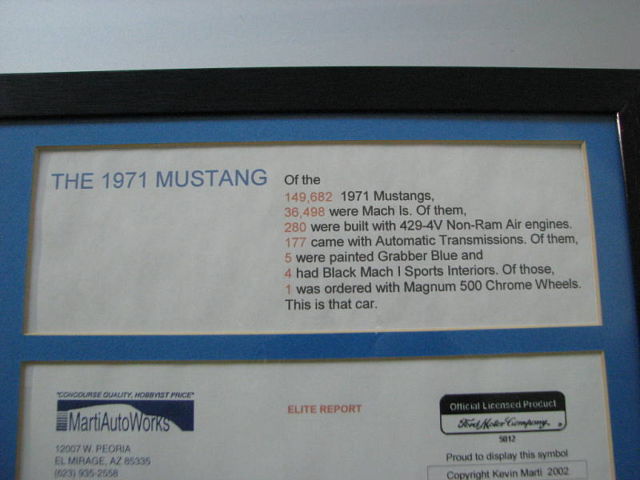 THE 1971 MUSTANG
Of the
149,682 1971 Mustangs,
36,498 were Mach Is. Of them,
280 were built with 429-4V Non-Ram Air engines.
177 came with Automatic Transmissions. Of them,
5 were painted Grabber Blue and
4 had Black Mach I Sports Interiors. Of those,
1 was ordered with Magnum 500 Chrome Wheels.
This is that car.
"CONCOURSE QUALITY, HOBBYIST PRICE"
MartiAutoWorks
12007 W. PEORIA
EL MIRAGE, AZ 85335
(623) 935-2558
ELITE REPORT
Official Licensed Product
Ford Motor Company
5012
Proud to display this symbol
Copyright Kevin Marti 2002